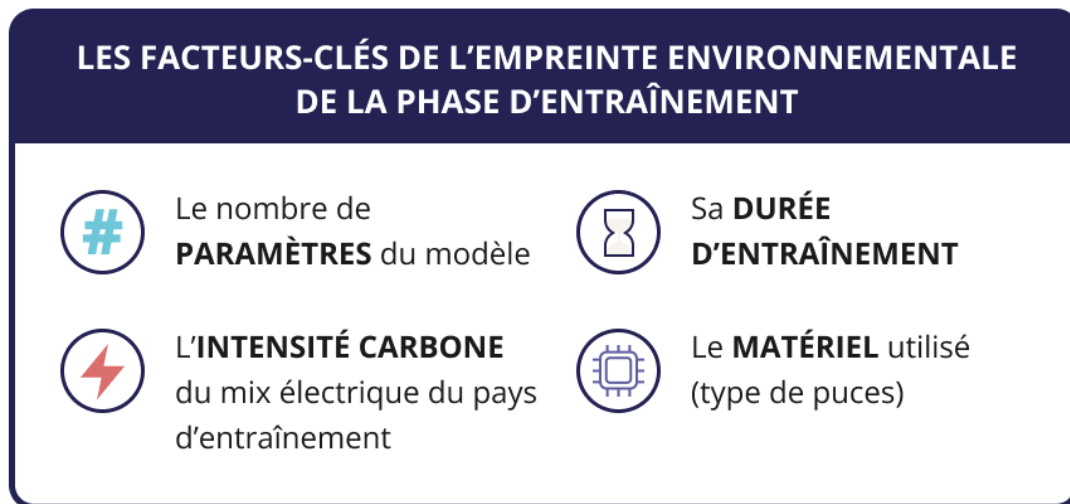 LES FACTEURS-CLÉS DE L’EMPREINTE ENVIRONNEMENTALE
DE LA PHASE D’ENTRAÎNEMENT
#
Le nombre de
PARAMÈTRES du modèle
Sa DURÉE
D’ENTRAÎNEMENT
L’INTENSITÉ CARBONE
du mix électrique du pays
d’entraînement
Le MATÉRIEL utilisé
(type de puces)